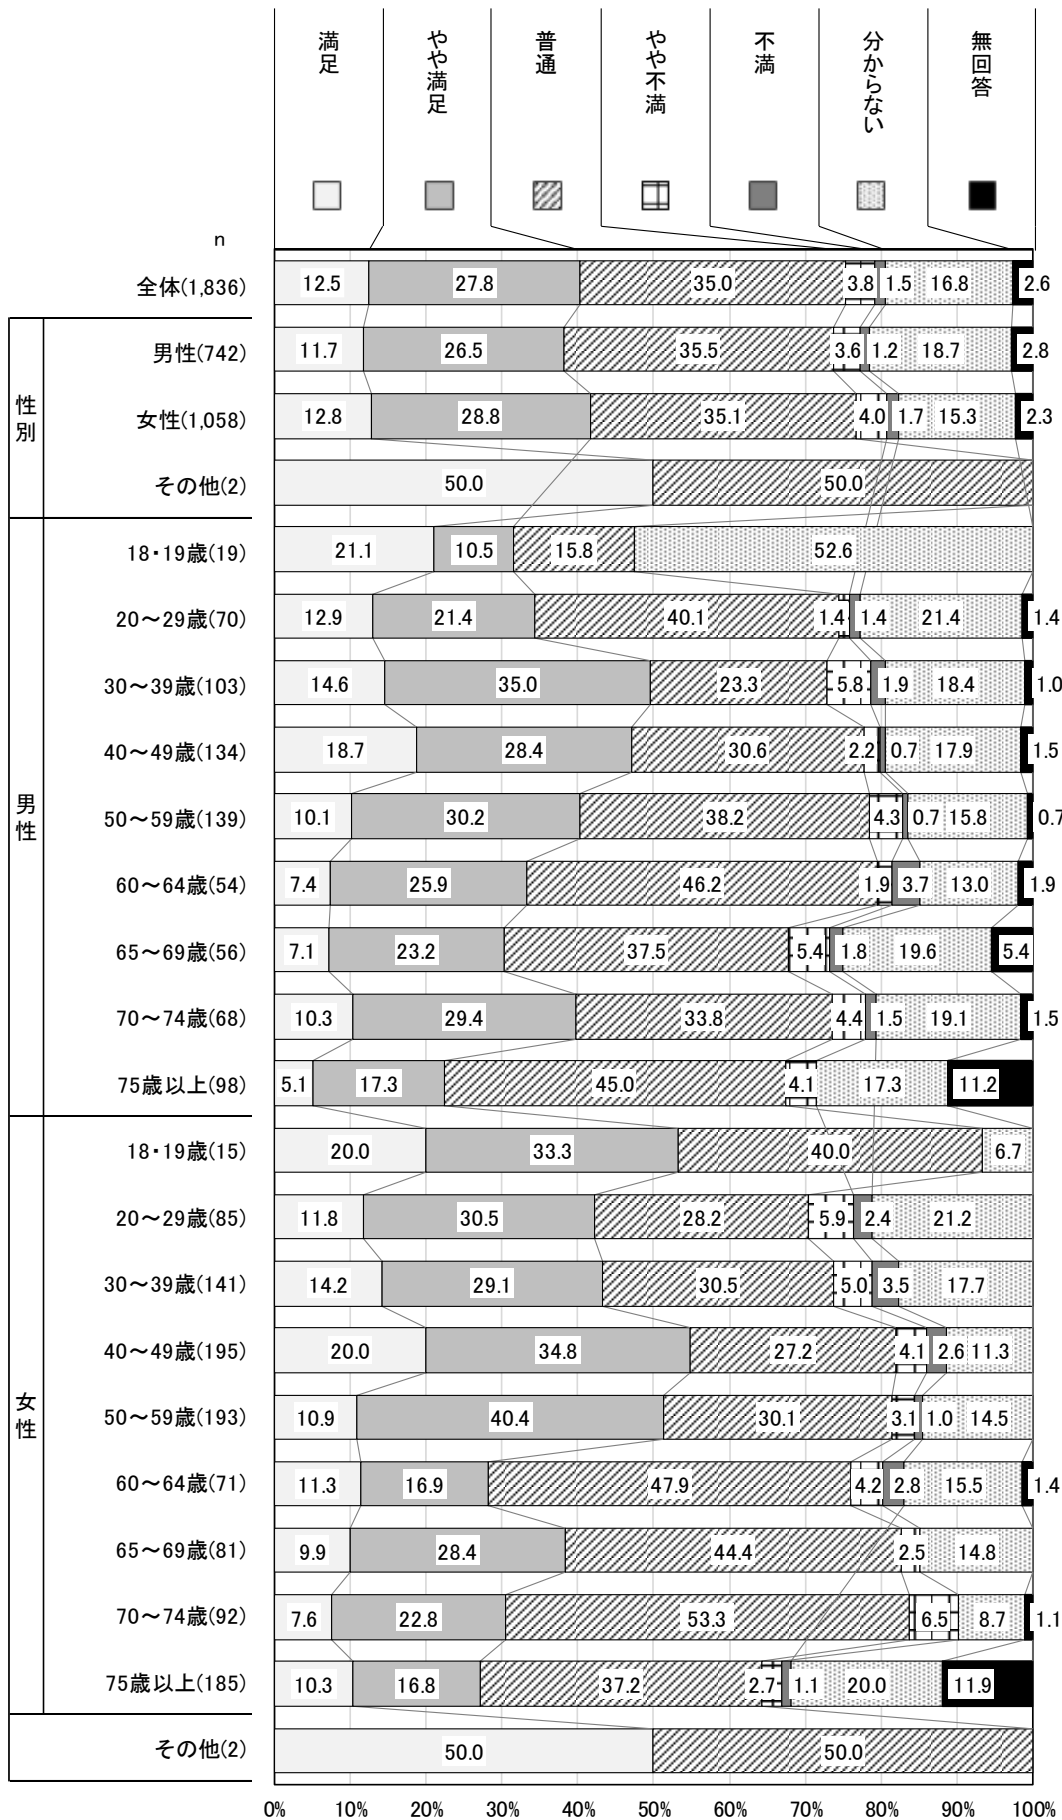 満足
やや満足
普通
やや不満
不満
分からない
無回答
n
全体(1,836) 12.5 27.8 35.0 3.8 1.5 16.8 2.6
性別
男性(742) 11.7 26.5 35.5 3.6 1.2 18.7 2.8
女性(1,058) 12.8 28.8 35.1 4.0 1.7 15.3 2.3
その他(2) 50.0 50.0
男性
18・19歳(19) 21.1 10.5 15.8 52.6
20～29歳(70) 12.9 21.4 40.1 1.4 1.4 21.4 1.4
30～39歳(103) 14.6 35.0 23.3 5.8 1.9 18.4 1.0
40～49歳(134) 18.7 28.4 30.6 2.2 0.7 17.9 1.5
50～59歳(139) 10.1 30.2 38.2 4.3 0.7 15.8 0.7
60～64歳(54) 7.4 25.9 46.2 1.9 3.7 13.0 1.9
65～69歳(56) 7.1 23.2 37.5 5.4 1.8 19.6 5.4
70～74歳(68) 10.3 29.4 33.8 4.4 1.5 19.1 1.5
75歳以上(98) 5.1 17.3 45.0 4.1 17.3 11.2
女性
18・19歳(15) 20.0 33.3 40.0 6.7
20～29歳(85) 11.8 30.5 28.2 5.9 2.4 21.2
30～39歳(141) 14.2 29.1 30.5 5.0 3.5 17.7
40～49歳(195) 20.0 34.8 27.2 4.1 2.6 11.3
50～59歳(193) 10.9 40.4 30.1 3.1 1.0 14.5
60～64歳(71) 11.3 16.9 47.9 4.2 2.8 15.5 1.4
65～69歳(81) 9.9 28.4 44.4 2.5 14.8
70～74歳(92) 7.6 22.8 53.3 6.5 8.7 1.1
75歳以上(185) 10.3 16.8 37.2 2.7 1.1 20.0 11.9
その他(2) 50.0 50.0
0% 10% 20% 30% 40% 50% 60% 70% 80% 90% 100%